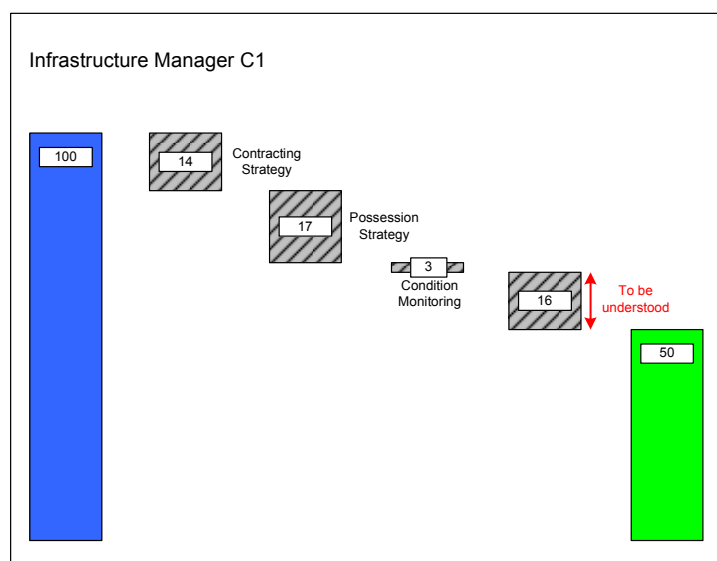 Infrastructure Manager C1
100
14
Contracting
Strategy
17
Possession
Strategy
3
Condition
Monitoring
16
To be
understood
50